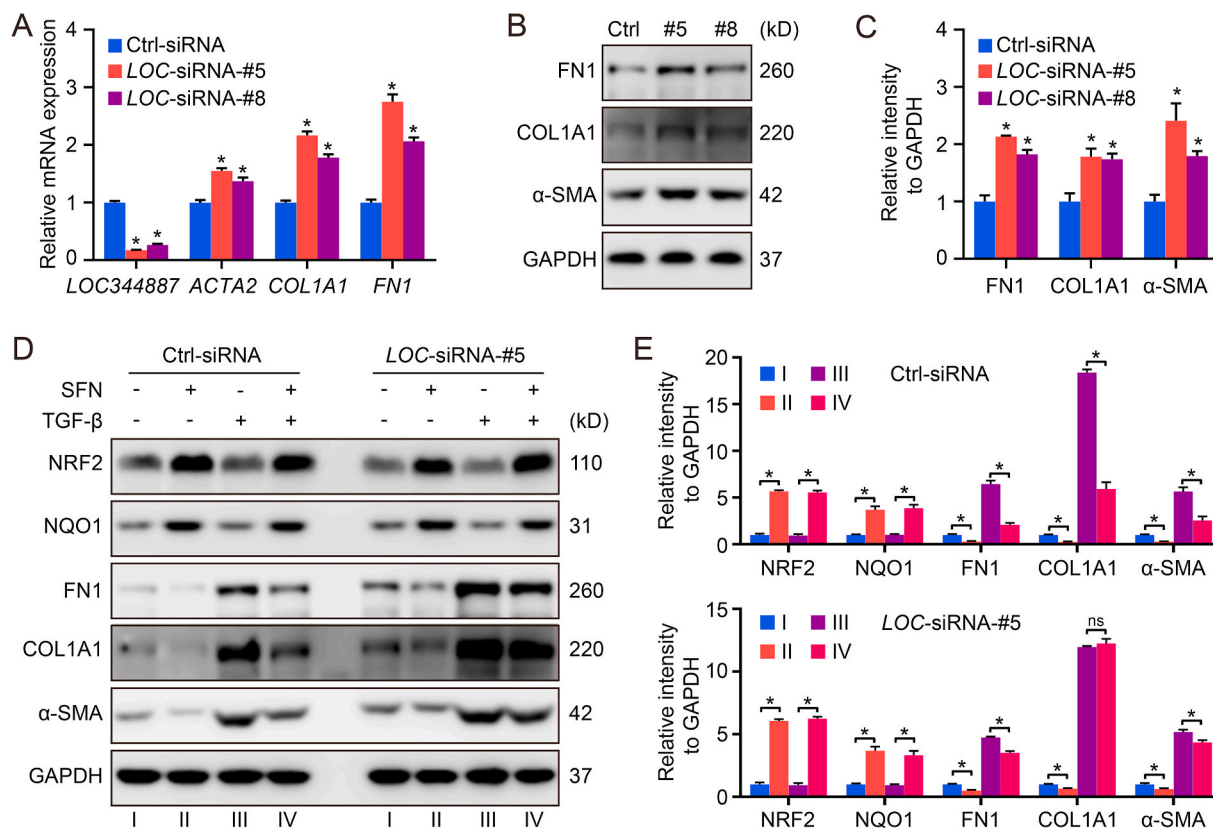 A
Relative mRNA expression
4
3
2
1
0
Ctrl-siRNA
LOC-siRNA-#5
LOC-siRNA-#8
* * * * * * * *
LOC344887 ACTA2 COL1A1 FN1
B
Ctrl #5 #8 (kD)
FN1 260
COL1A1 220
α-SMA 42
GAPDH 37
C
Relative intensity
to GAPDH
4
3
2
1
0
Ctrl-siRNA
LOC-siRNA-#5
LOC-siRNA-#8
* * * * * *
FN1 COL1A1 α-SMA
D
Ctrl-siRNA LOC-siRNA-#5
SFN - + - + - + - +
TGF-β - - + + - - + + (kD)
NRF2 110
NQO1 31
FN1 260
COL1A1 220
α-SMA 42
GAPDH 37
I II III IV I II III IV
E
Relative intensity
to GAPDH
20
15
10
5
0
I III Ctrl-siRNA
II IV
* * * * * * * * * *
NRF2 NQO1 FN1 COL1A1 α-SMA
Relative intensity
to GAPDH
15
10
5
0
I III LOC-siRNA-#5
II IV
* * * * * * * ns * *
NRF2 NQO1 FN1 COL1A1 α-SMA